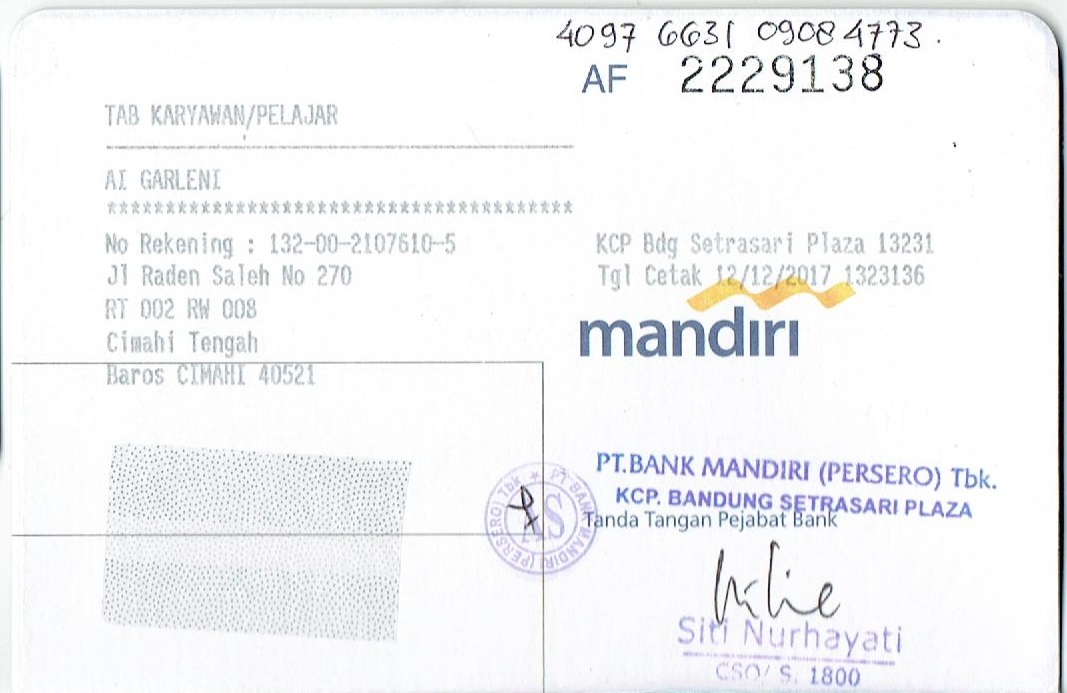 4097 6631 0908 4773.
AF 2229138
TAB KARYAWAN/PELAJAR
AI GARLENI
****************************************
No Rekening : 132-00-2107610-5
Jl Raden Saleh No 270
RT 002 RW 008
Cimahi Tengah
Baros CIMAHI 40521
KCP Bdg Setrasari Plaza 13231
Tgl Cetak 12/12/2017 1323136
mandiri
PT.BANK MANDIRI (PERSERO) Tbk.
KCP. BANDUNG SETRASARI PLAZA
Tanda Tangan Pejabat Bank
PT BANK MANDIRI (PERSERO) Tbk
Siti Nurhayati
CSO/ S. 1800